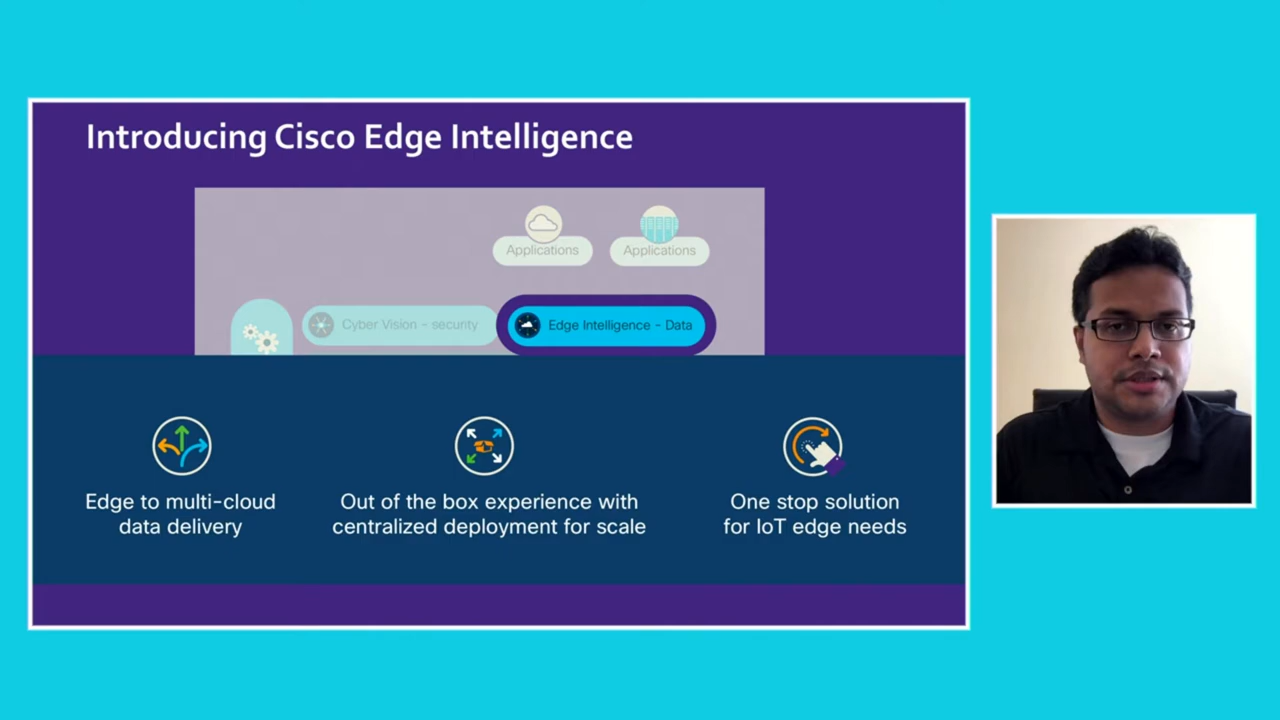 Introducing Cisco Edge Intelligence
Applications
Applications
Cyber Vision - security
Edge Intelligence - Data
Edge to multi-cloud
data delivery
Out of the box experience with
centralized deployment for scale
One stop solution
for IoT edge needs